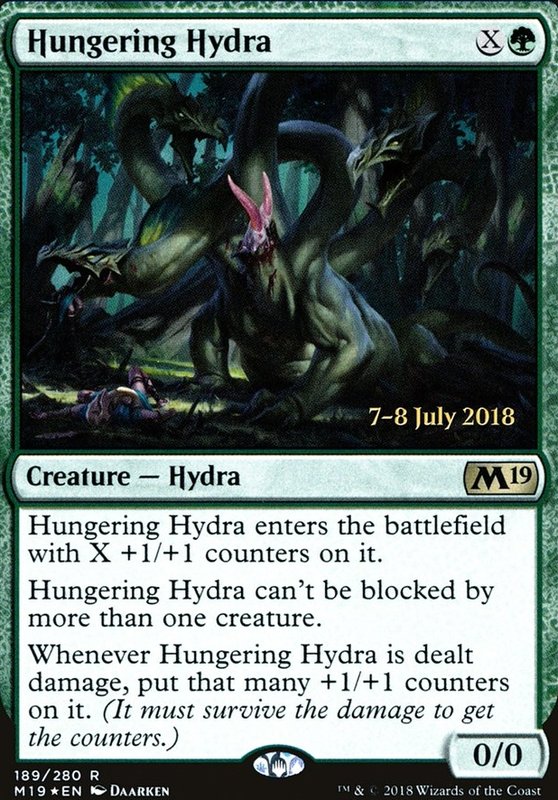 Hungering Hydra X
7–8 July 2018
Creature — Hydra M19
Hungering Hydra enters the battlefield
with X +1/+1 counters on it.
Hungering Hydra can't be blocked by
more than one creature.
Whenever Hungering Hydra is dealt
damage, put that many +1/+1 counters
on it. (It must survive the damage to get
the counters.)
0/0
189/280 R
M19★EN Daarken
™ & © 2018 Wizards of the Coast